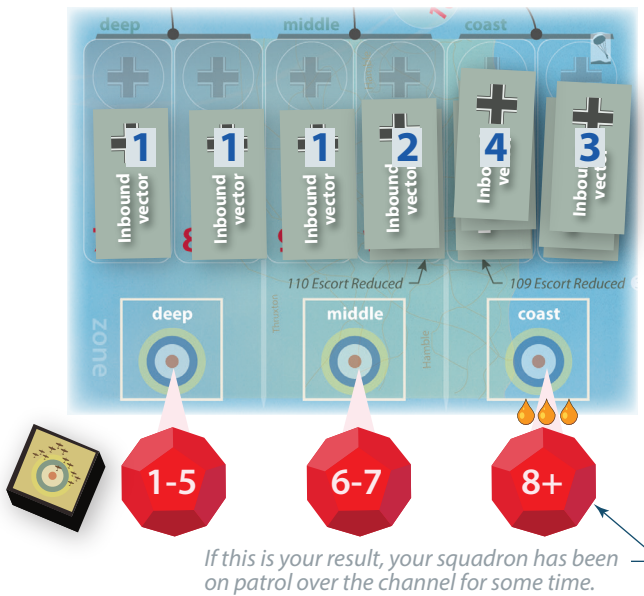 deep middle coast
1 1 1 2 4 3
Inbound vector
Inbound vector
Inbound vector
Inbound vector
110 Escort Reduced
109 Escort Reduced
zone
Thruxton
Hamble
deep middle coast
1-5 6-7 8+
If this is your result, your squadron has been
on patrol over the channel for some time.